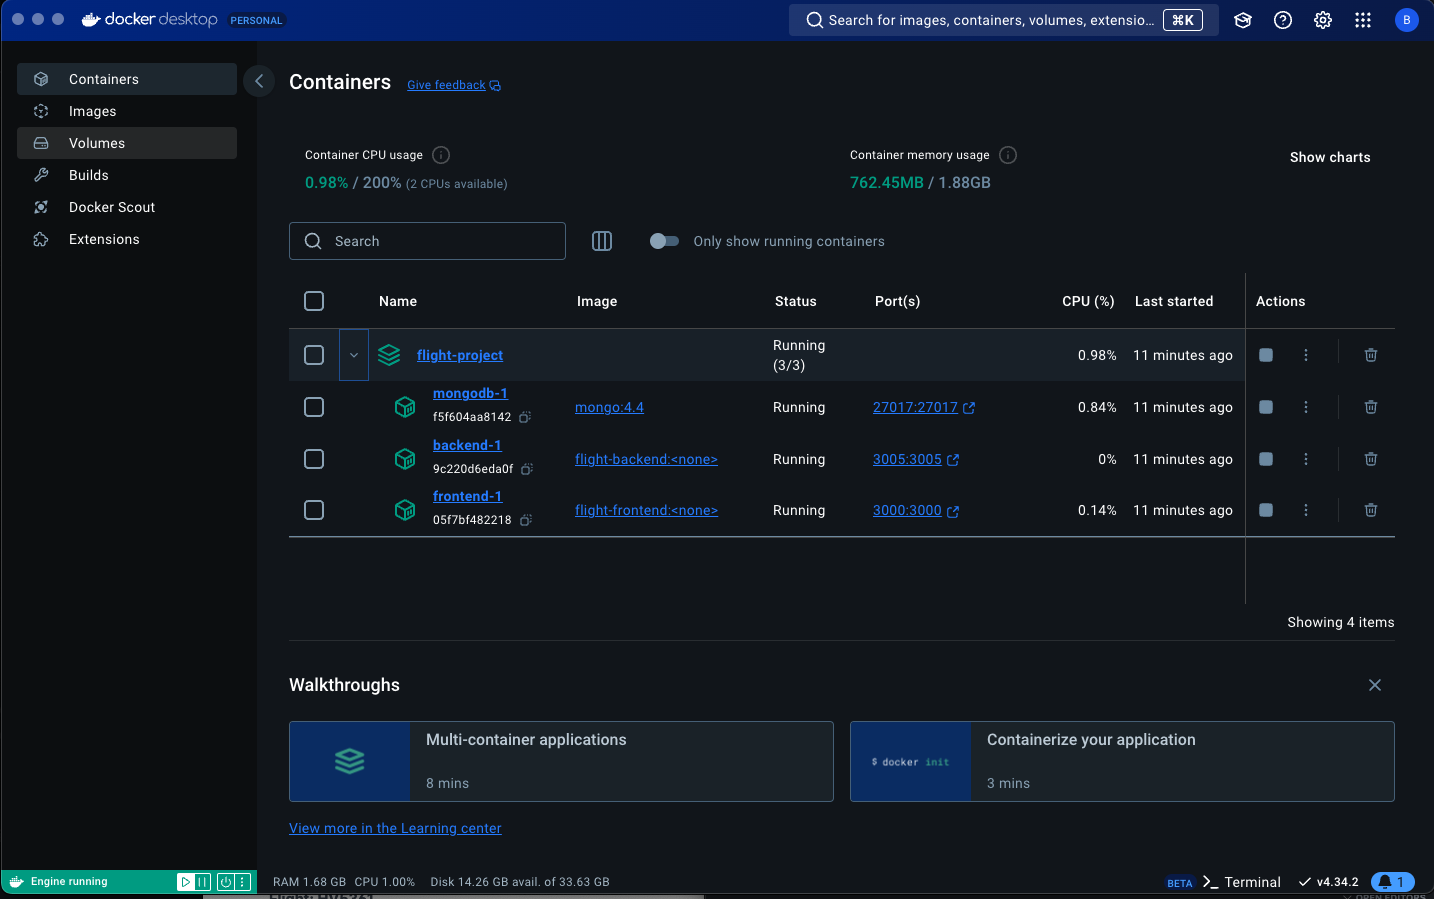 docker desktop PERSONAL
Search for images, containers, volumes, extensio... ⌘K
B
Containers
Images
Volumes
Builds
Docker Scout
Extensions
Containers Give feedback
Container CPU usage
0.98% / 200% (2 CPUs available)
Container memory usage
762.45MB / 1.88GB
Show charts
Search
Only show running containers
Name Image Status Port(s) CPU (%) Last started Actions
flight-project Running (3/3) 0.98% 11 minutes ago
mongodb-1
f5f604aa8142
mongo:4.4 Running 27017:27017 0.84% 11 minutes ago
backend-1
9c220d6eda0f
flight-backend:<none> Running 3005:3005 0% 11 minutes ago
frontend-1
05f7bf482218
flight-frontend:<none> Running 3000:3000 0.14% 11 minutes ago
Showing 4 items
Walkthroughs
Multi-container applications
8 mins
$ docker init
Containerize your application
3 mins
View more in the Learning center
Engine running
RAM 1.68 GB CPU 1.00% Disk 14.26 GB avail. of 33.63 GB
BETA >_ Terminal
v4.34.2
1